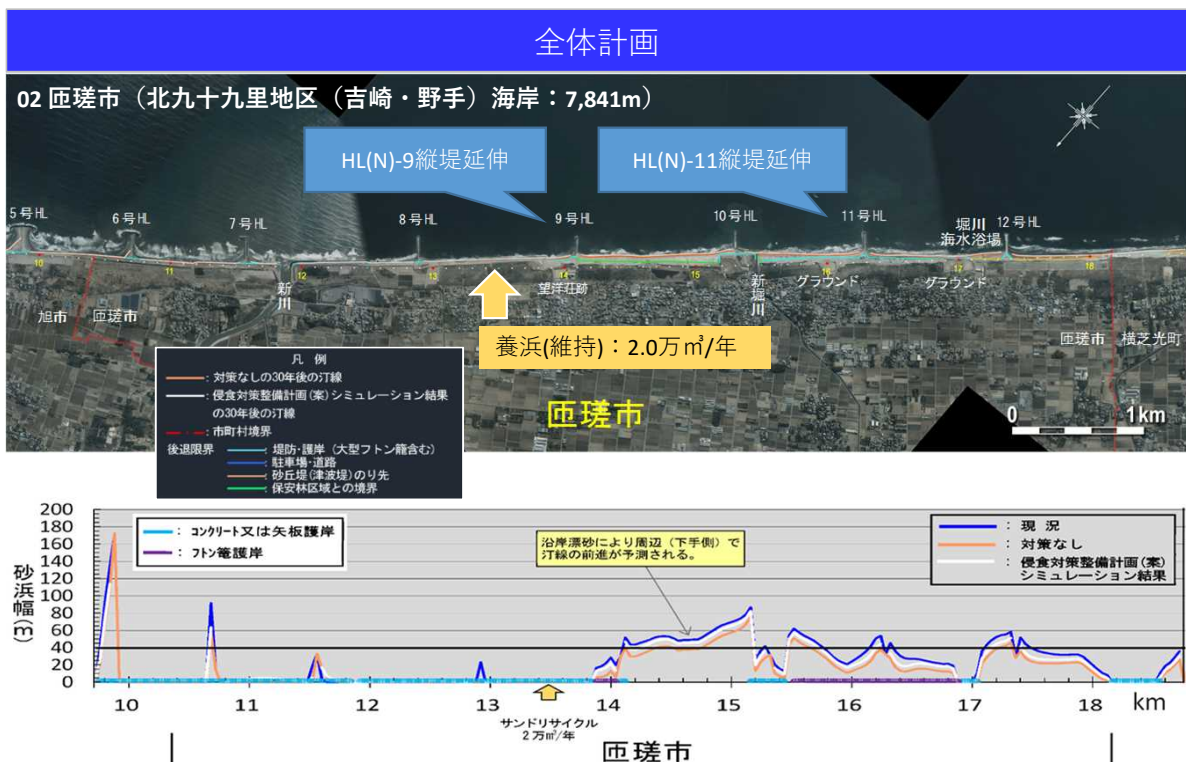 全体計画
02 匝瑳市（北九十九里地区（吉崎・野手）海岸：7,841m）
HL(N)-9縦堤延伸
HL(N)-11縦堤延伸
5号HL
6号HL
7号HL
8号HL
9号HL
10号HL
11号HL
堀川
海水浴場
12号HL
10
11
12
13
14
15
16
17
18
新川
望洋荘跡
新堀川
グラウンド
グラウンド
旭市
匝瑳市
養浜(維持)：2.0万㎥/年
匝瑳市
横芝光町
匝瑳市
0
1km
凡 例
：対策なしの30年後の汀線
：侵食対策整備計画(案)シミュレーション結果
の30年後の汀線
：市町村境界
後退限界
：堤防・護岸（大型フトン籠含む）
：駐車場・道路
：砂丘堤(津波堤)のり先
：保安林区域との境界
砂浜幅(m)
200
180
160
140
120
100
80
60
40
20
0
：ｺﾝｸﾘｰﾄ又は矢板護岸
：ﾌﾄﾝ篭護岸
沿岸漂砂により周辺（下手側）で
汀線の前進が予測される。
：現 況
：対策なし
：侵食対策整備計画(案)
シミュレーション結果
10
11
12
13
14
15
16
17
18
km
サンドリサイクル
2万㎥/年
匝瑳市